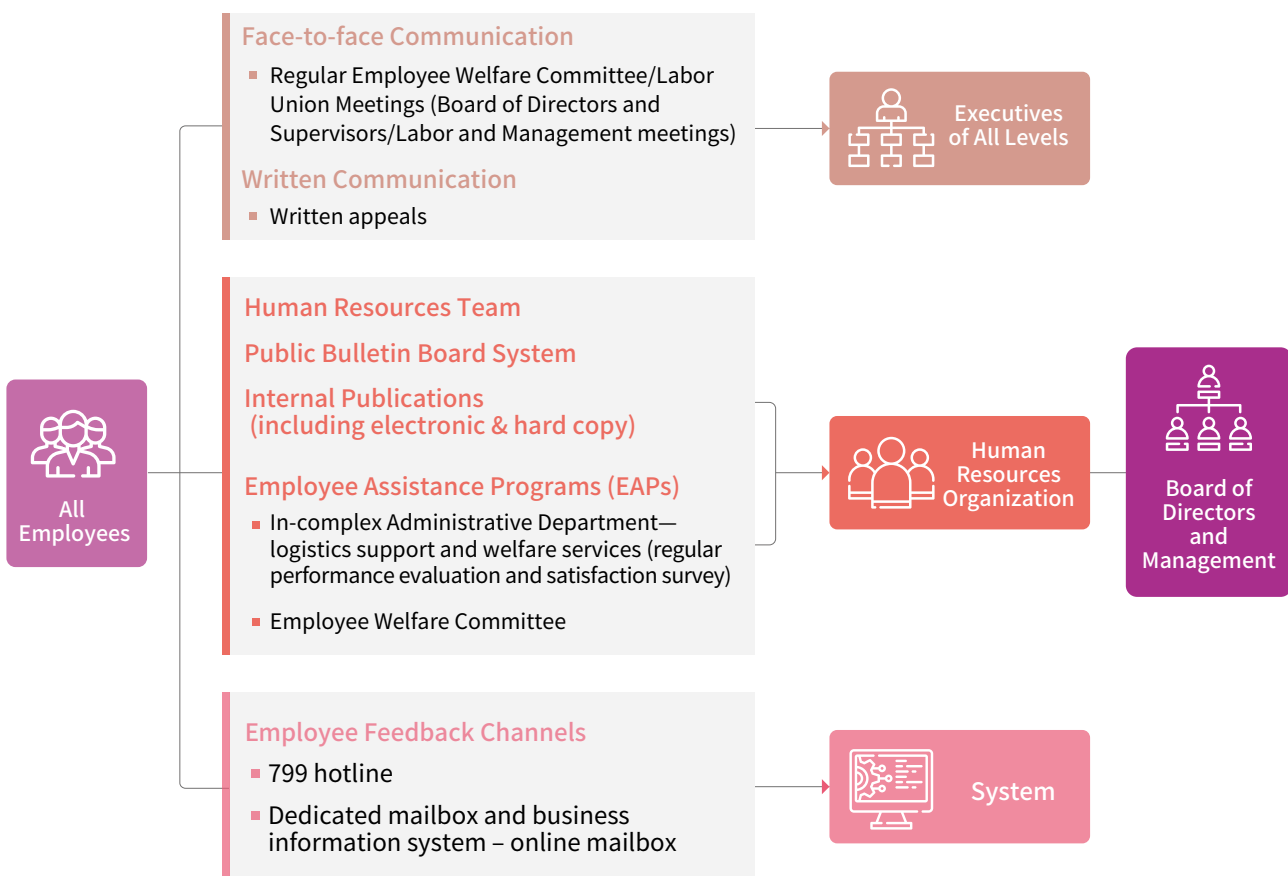 Face-to-face Communication
Regular Employee Welfare Committee/Labor
Union Meetings (Board of Directors and
Supervisors/Labor and Management meetings)
Written Communication
Written appeals
Executives
of All Levels
Human Resources Team
Public Bulletin Board System
Internal Publications
(including electronic & hard copy)
Employee Assistance Programs (EAPs)
In-complex Administrative Department—
logistics support and welfare services (regular
performance evaluation and satisfaction survey)
Employee Welfare Committee
All
Employees
Human
Resources
Organization
Board of
Directors
and
Management
Employee Feedback Channels
799 hotline
Dedicated mailbox and business
information system – online mailbox
System